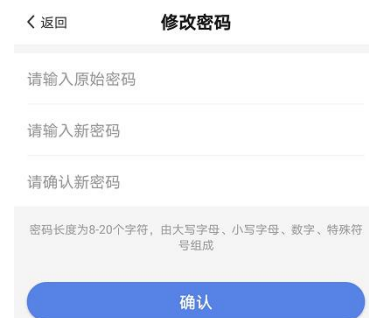 返回
修改密码
请输入原始密码
请输入新密码
请确认新密码
密码长度为8-20个字符，由大写字母、小写字母、数字、特殊符
号组成
确认